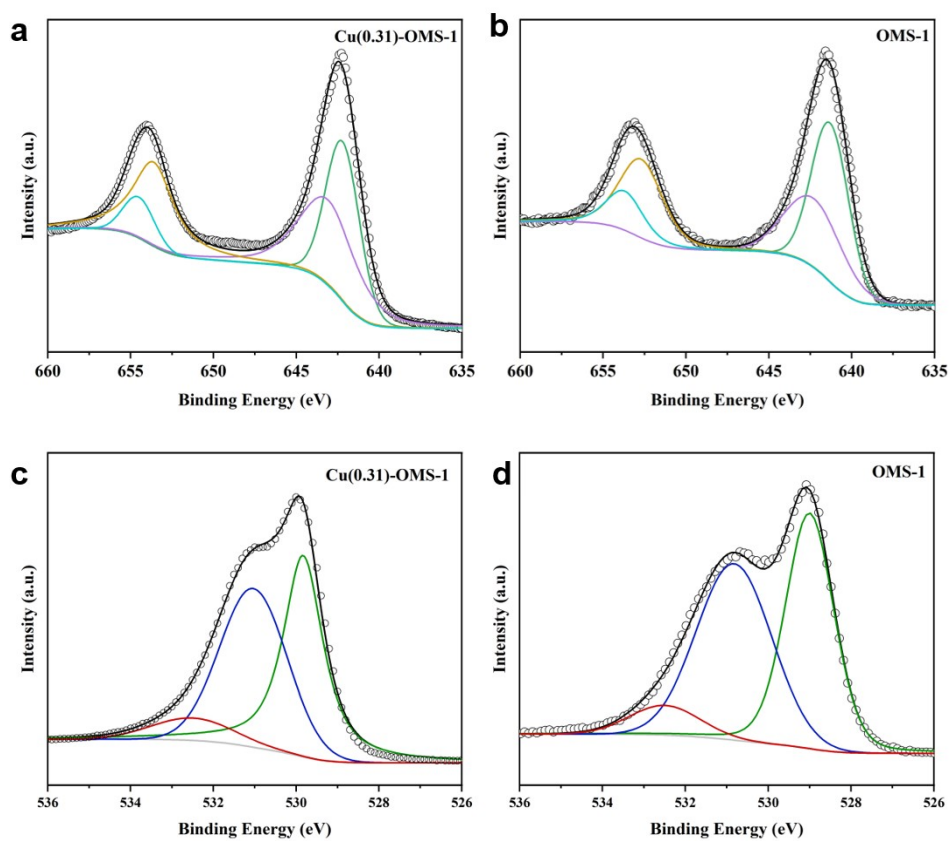 a
Cu(0.31)-OMS-1
Intensity (a.u.)
660 655 650 645 640 635
Binding Energy (eV)
b
OMS-1
Intensity (a.u.)
660 655 650 645 640 635
Binding Energy (eV)
c
Cu(0.31)-OMS-1
Intensity (a.u.)
536 534 532 530 528 526
Binding Energy (eV)
d
OMS-1
Intensity (a.u.)
536 534 532 530 528 526
Binding Energy (eV)